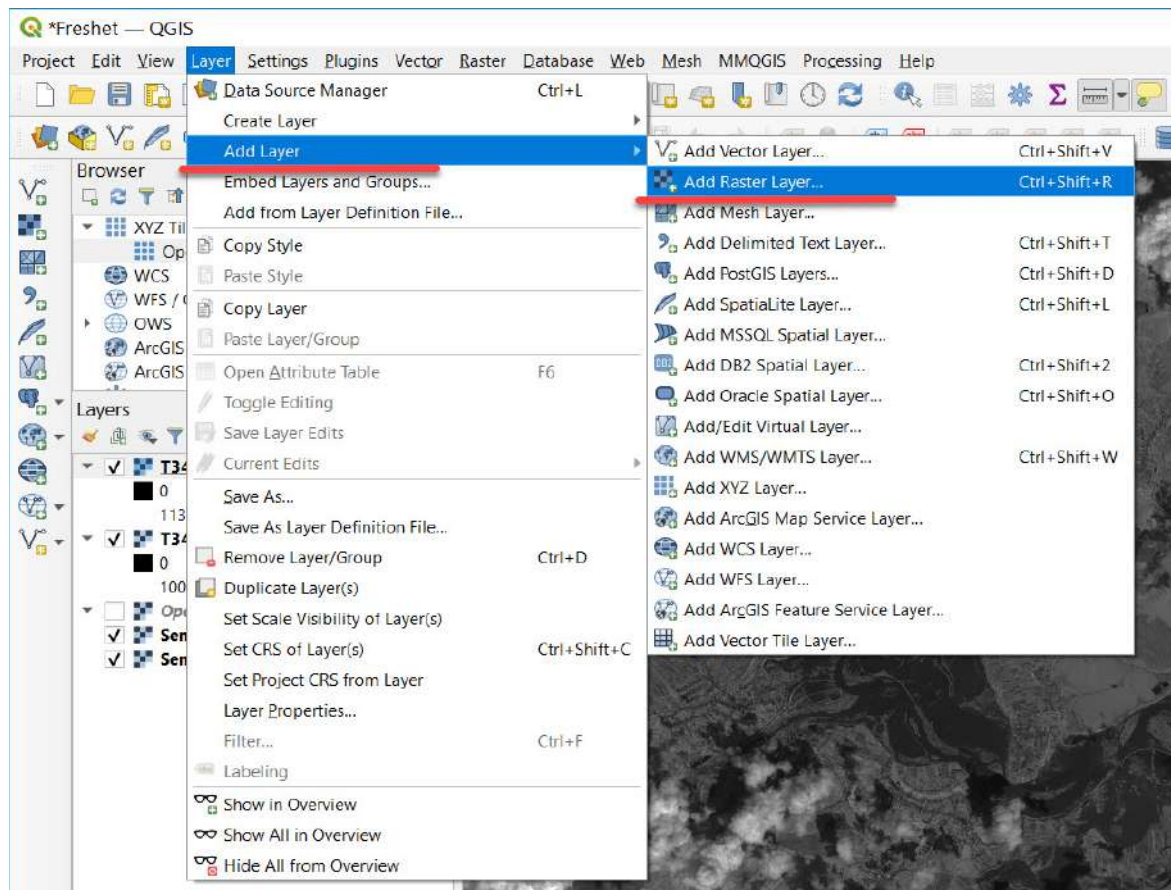 *Freshet — QGIS
Project Edit View Layer Settings Plugins Vector Raster Database Web Mesh MMQGIS Processing Help
Data Source Manager Ctrl+L
Create Layer
Add Layer
Embed Layers and Groups...
Add from Layer Definition File...
Copy Style
Paste Style
Copy Layer
Paste Layer/Group
Open Attribute Table F6
Toggle Editing
Save Layer Edits
Current Edits
Save As...
Save As Layer Definition File...
Remove Layer/Group Ctrl+D
Duplicate Layer(s)
Set Scale Visibility of Layer(s)
Set CRS of Layer(s) Ctrl+Shift+C
Set Project CRS from Layer
Layer Properties...
Filter... Ctrl+F
Labeling
Show in Overview
Show All in Overview
Hide All from Overview
Add Vector Layer... Ctrl+Shift+V
Add Raster Layer... Ctrl+Shift+R
Add Mesh Layer...
Add Delimited Text Layer... Ctrl+Shift+T
Add PostGIS Layers... Ctrl+Shift+D
Add SpatiaLite Layer... Ctrl+Shift+L
Add MSSQL Spatial Layer...
Add DB2 Spatial Layer... Ctrl+Shift+2
Add Oracle Spatial Layer... Ctrl+Shift+O
Add/Edit Virtual Layer...
Add WMS/WMTS Layer... Ctrl+Shift+W
Add XYZ Layer...
Add ArcGIS Map Service Layer...
Add WCS Layer...
Add WFS Layer...
Add ArcGIS Feature Service Layer...
Add Vector Tile Layer...
Browser
XYZ Til
Op
WCS
WFS /
OWS
ArcGIS
ArcGIS
Layers
T34
0
113
T34
0
100
Ope
Sen
Sen